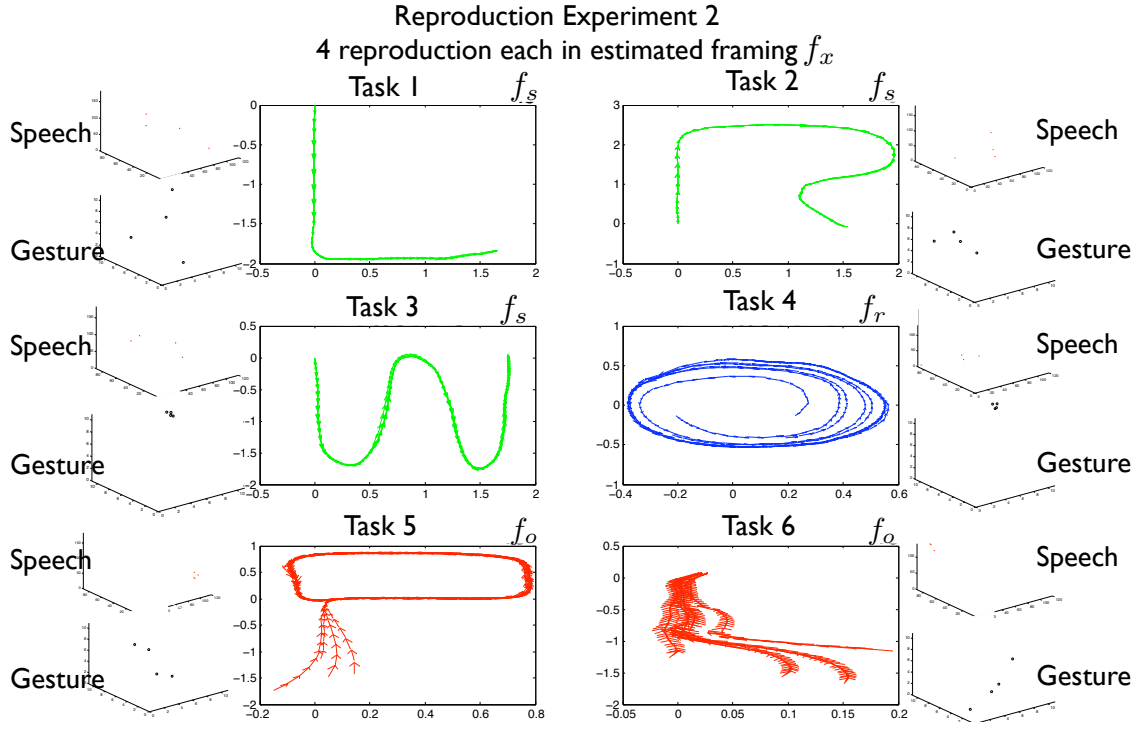 Reproduction Experiment 2
4 reproduction each in estimated framing f_x
Task 1
f_s
Task 2
f_s
Speech
Gesture
0
−0.5
−1
−1.5
−2
−0.5 0 0.5 1 1.5 2
3
2
1
0
−1
−0.5 0 0.5 1 1.5 2
Speech
Gesture
Task 3
f_s
Task 4
f_r
Speech
Gesture
0.5
0
−0.5
−1
−1.5
−2
−0.5 0 0.5 1 1.5 2
1
0.5
0
−0.5
−1
−0.4 −0.2 0 0.2 0.4 0.6
Speech
Gesture
Task 5
f_o
Task 6
f_o
Speech
Gesture
1
0.5
0
−0.5
−1
−1.5
−2
−0.2 0 0.2 0.4 0.6 0.8
0.5
0
−0.5
−1
−1.5
−2
−0.05 0 0.05 0.1 0.15 0.2
Speech
Gesture